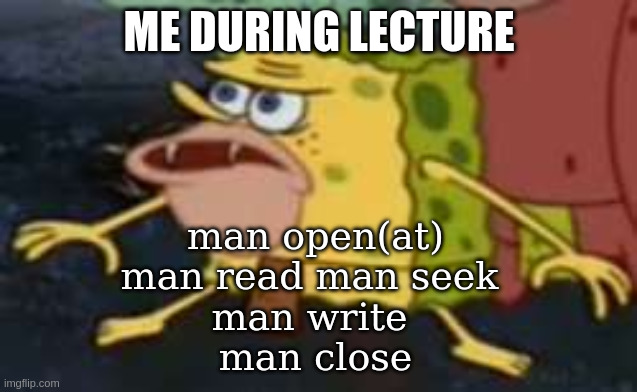 ME DURING LECTURE
man open(at)
man read man seek
man write
man close
imgflip.com